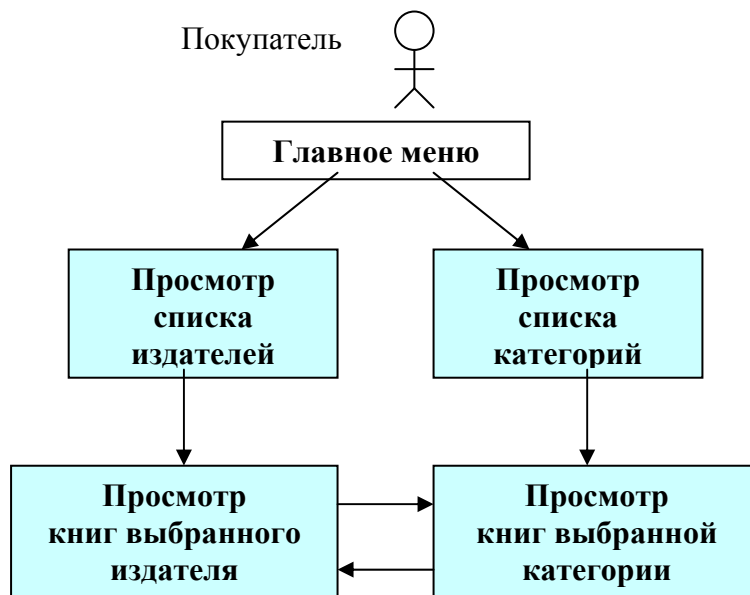 Покупатель
Главное меню
Просмотр
списка
издателей
Просмотр
списка
категорий
Просмотр
книг выбранного
издателя
Просмотр
книг выбранной
категории